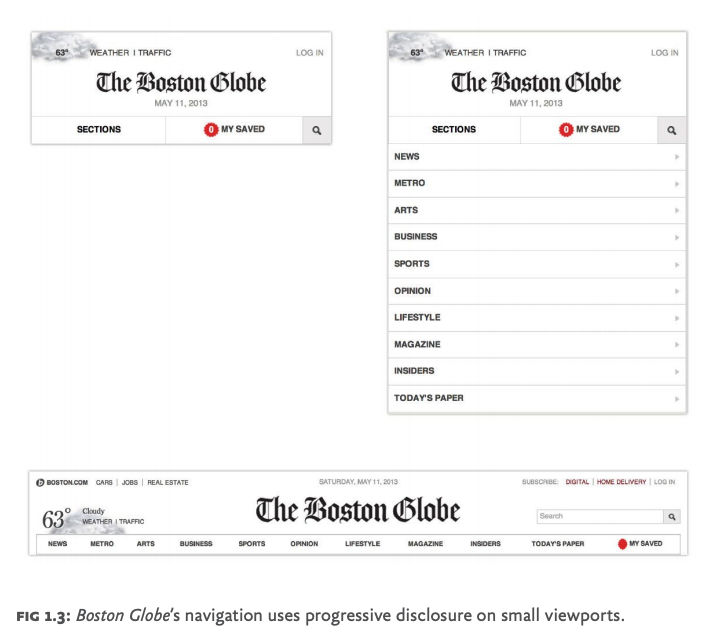 63° WEATHER | TRAFFIC LOG IN
The Boston Globe
MAY 11, 2013
SECTIONS 0 MY SAVED
63° WEATHER | TRAFFIC LOG IN
The Boston Globe
MAY 11, 2013
SECTIONS 0 MY SAVED
NEWS
METRO
ARTS
BUSINESS
SPORTS
OPINION
LIFESTYLE
MAGAZINE
INSIDERS
TODAY'S PAPER
BOSTON.COM CARS | JOBS | REAL ESTATE SATURDAY, MAY 11, 2013 SUBSCRIBE: DIGITAL | HOME DELIVERY | LOG IN
63° Cloudy
WEATHER | TRAFFIC
The Boston Globe
Search
NEWS METRO ARTS BUSINESS SPORTS OPINION LIFESTYLE MAGAZINE INSIDERS TODAY'S PAPER MY SAVED
FIG 1.3: Boston Globe's navigation uses progressive disclosure on small viewports.